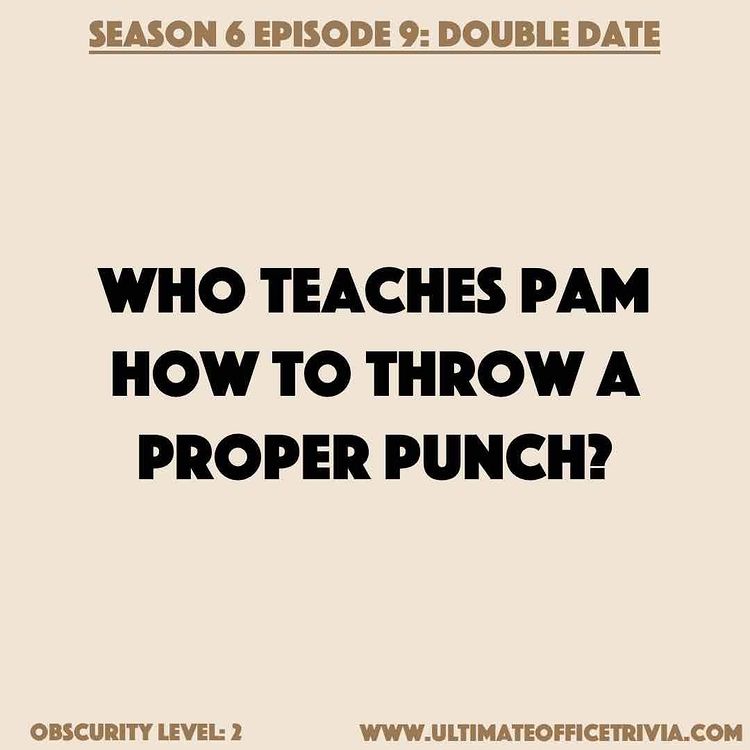 SEASON 6 EPISODE 9: DOUBLE DATE
WHO TEACHES PAM
HOW TO THROW A
PROPER PUNCH?
OBSCURITY LEVEL: 2
WWW.ULTIMATEOFFICETRIVIA.COM